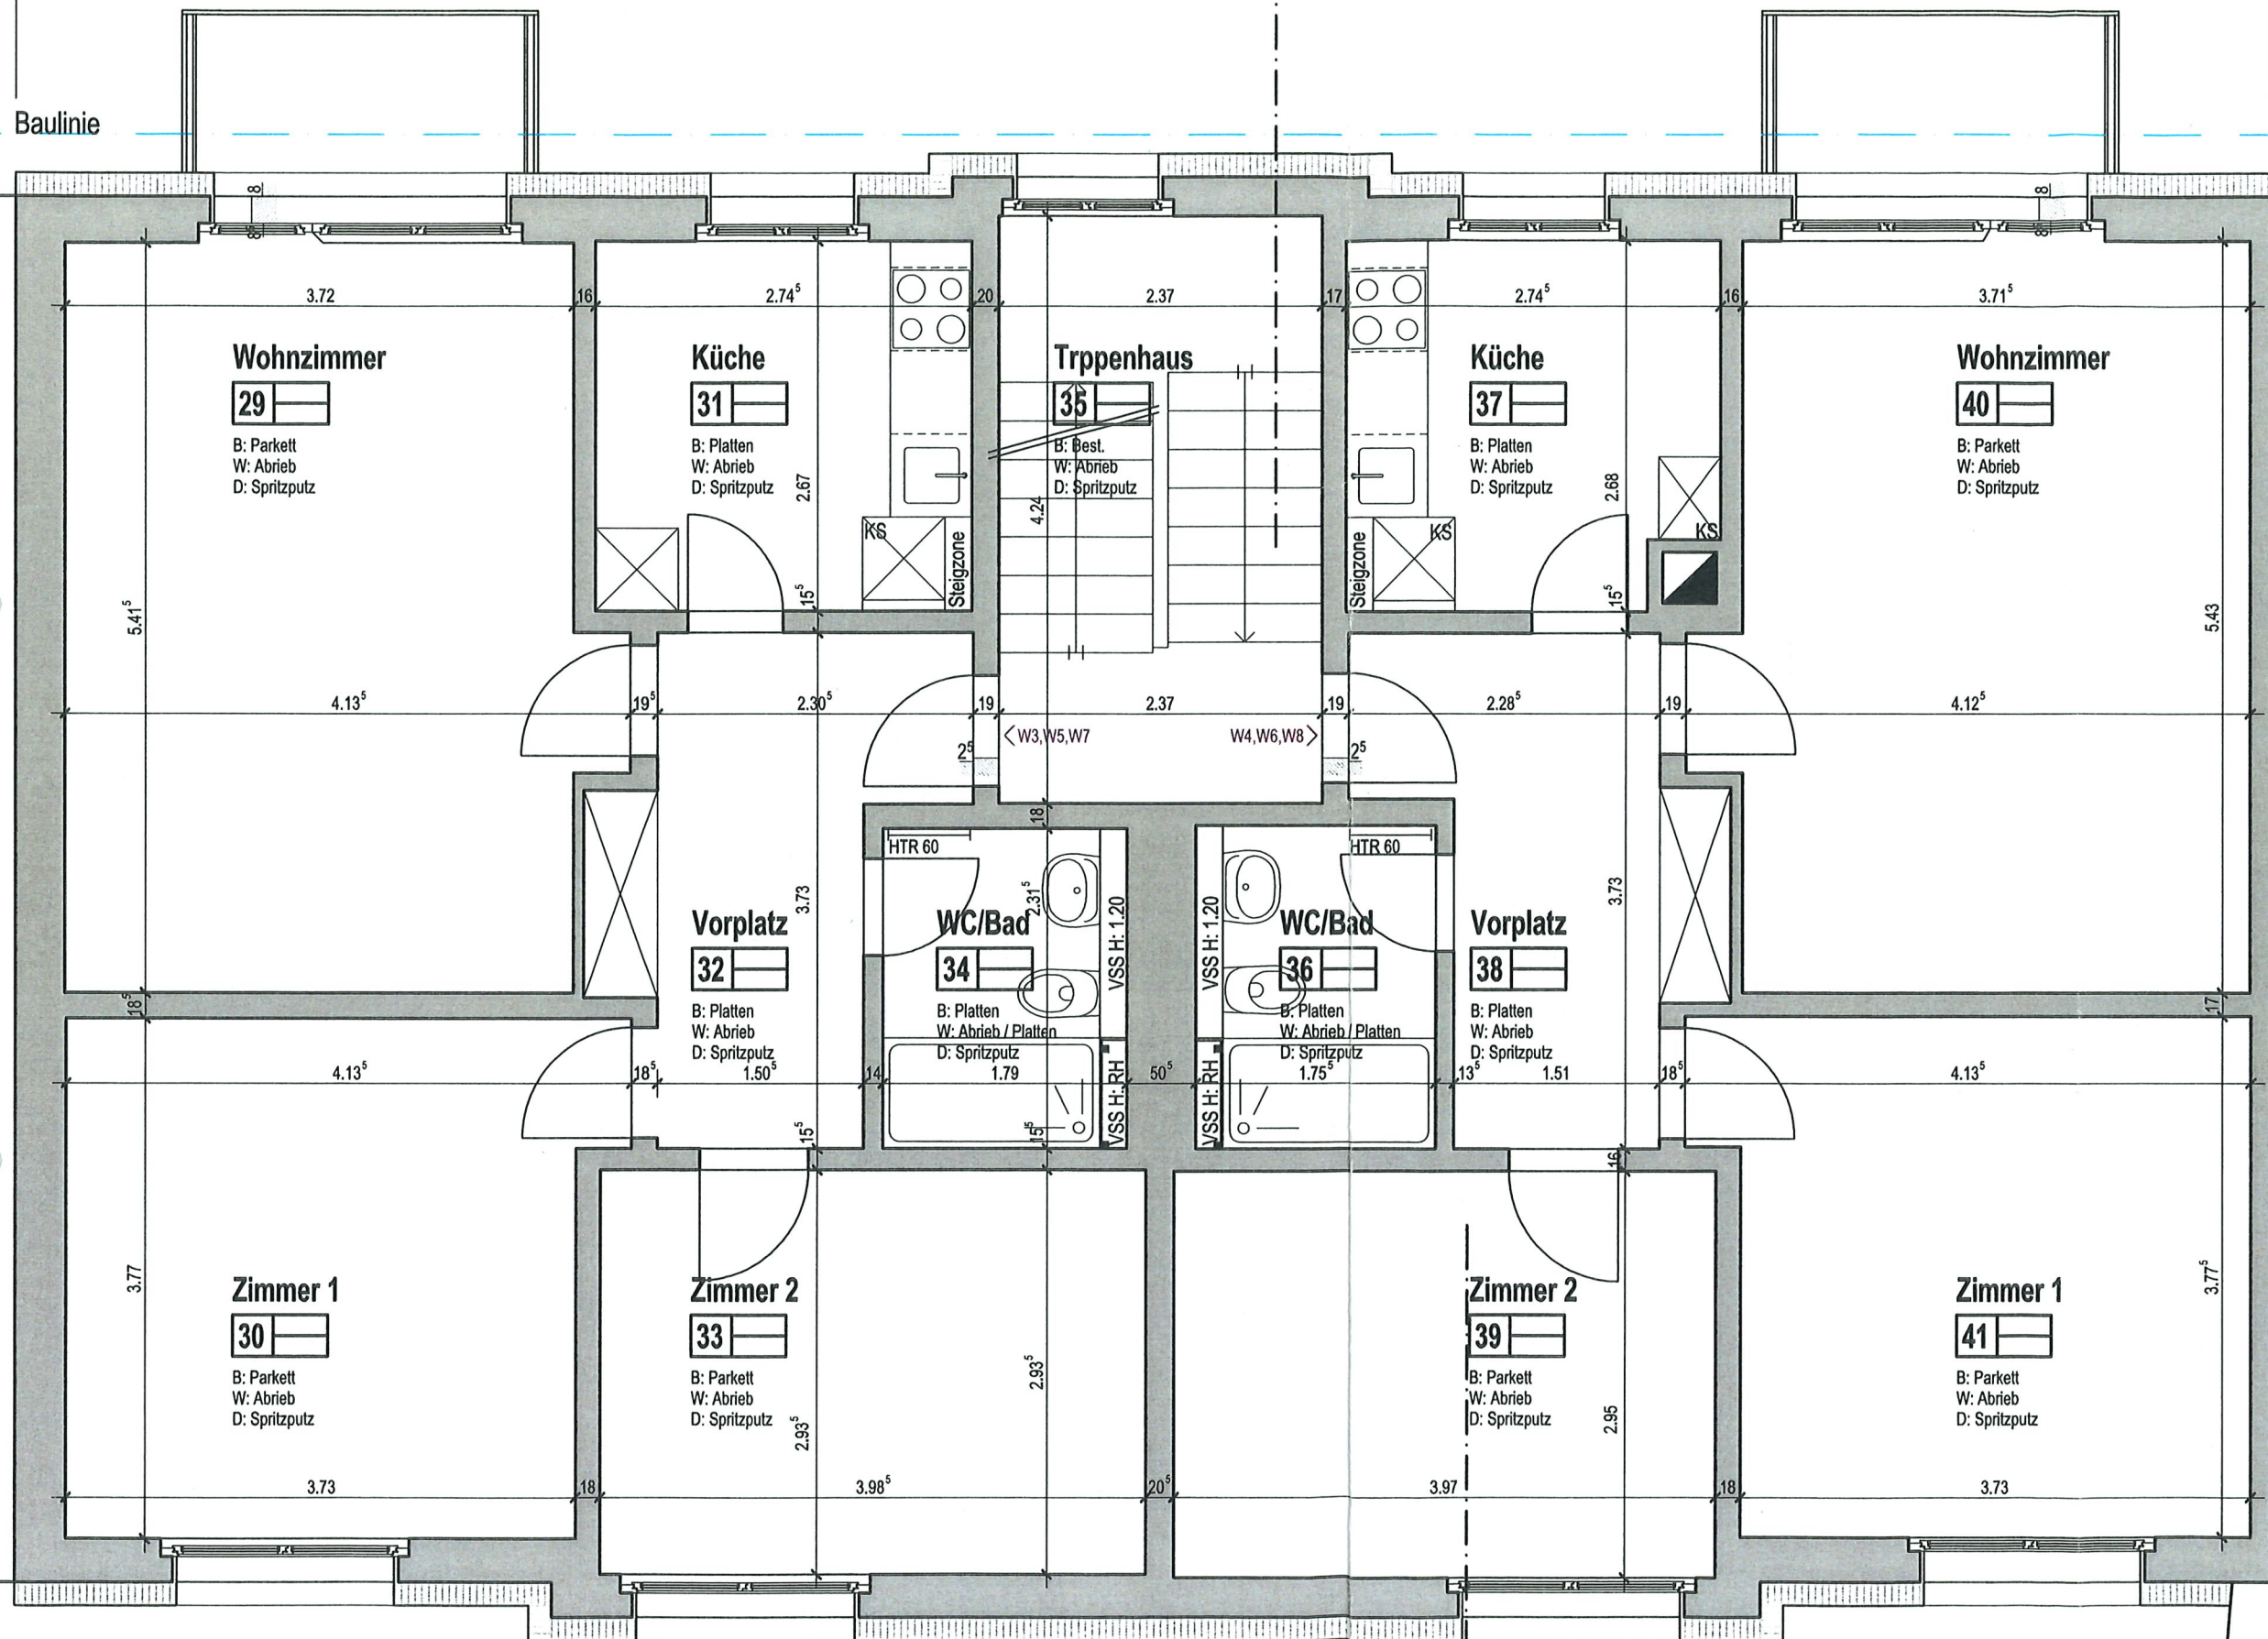 Baulinie
8
8
8
8
3.72
16
2.74⁵
20
2.37
17
2.74⁵
16
3.71⁵
Wohnzimmer
29
B: Parkett
W: Abrieb
D: Spritzputz
Küche
31
B: Platten
W: Abrieb
D: Spritzputz
2.67
KS
Steigzone
15⁵
Trppenhaus
35
B: Best.
W: Abrieb
D: Spritzputz
4.24
Küche
37
B: Platten
W: Abrieb
D: Spritzputz
2.68
KS
KS
Steigzone
15⁵
Wohnzimmer
40
B: Parkett
W: Abrieb
D: Spritzputz
5.41⁵
5.43
4.13⁵
19⁵
2.30⁵
19
2.37
19
2.28⁵
19
4.12⁵
W3,W5,W7
W4,W6,W8
2⁵
2⁵
18
HTR 60
HTR 60
3.73
2.31⁵
3.73
Vorplatz
32
B: Platten
W: Abrieb
D: Spritzputz
WC/Bad
34
B: Platten
W: Abrieb / Platten
D: Spritzputz
VSS H: 1.20
VSS H: RH
VSS H: 1.20
VSS H: RH
WC/Bad
36
B: Platten
W: Abrieb / Platten
D: Spritzputz
Vorplatz
38
B: Platten
W: Abrieb
D: Spritzputz
18⁵
17
4.13⁵
18⁵
1.50⁵
14
1.79
50⁵
1.75⁵
13⁵
1.51
18⁵
4.13⁵
15⁵
15⁵
16
3.77
3.77⁵
Zimmer 1
30
B: Parkett
W: Abrieb
D: Spritzputz
Zimmer 2
33
B: Parkett
W: Abrieb
D: Spritzputz
2.93⁵
2.93⁵
Zimmer 2
39
B: Parkett
W: Abrieb
D: Spritzputz
2.95
Zimmer 1
41
B: Parkett
W: Abrieb
D: Spritzputz
3.73
18
3.98⁵
20⁵
3.97
18
3.73